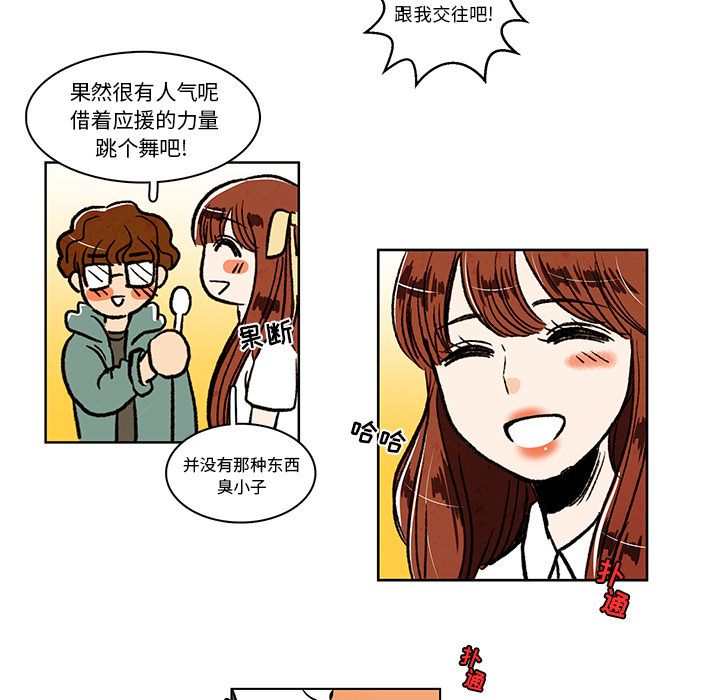 跟我交往吧!
果然很有人气呢
借着应援的力量
跳个舞吧!
果断
并没有那种东西
臭小子
哈哈
扑通
扑通